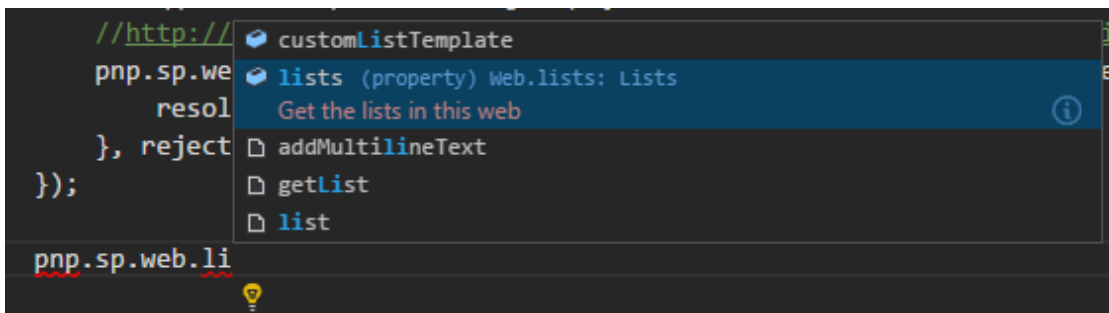 //http://
customListTemplate
pnp.sp.we
lists (property) Web.lists: Lists
resol
Get the lists in this web
}, reject
addMultilineText
});
getList
list
pnp.sp.web.li